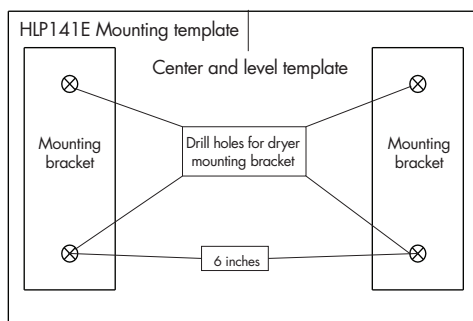 HLP141E Mounting template
Center and level template
Mounting
bracket
Drill holes for dryer
mounting bracket
Mounting
bracket
6 inches